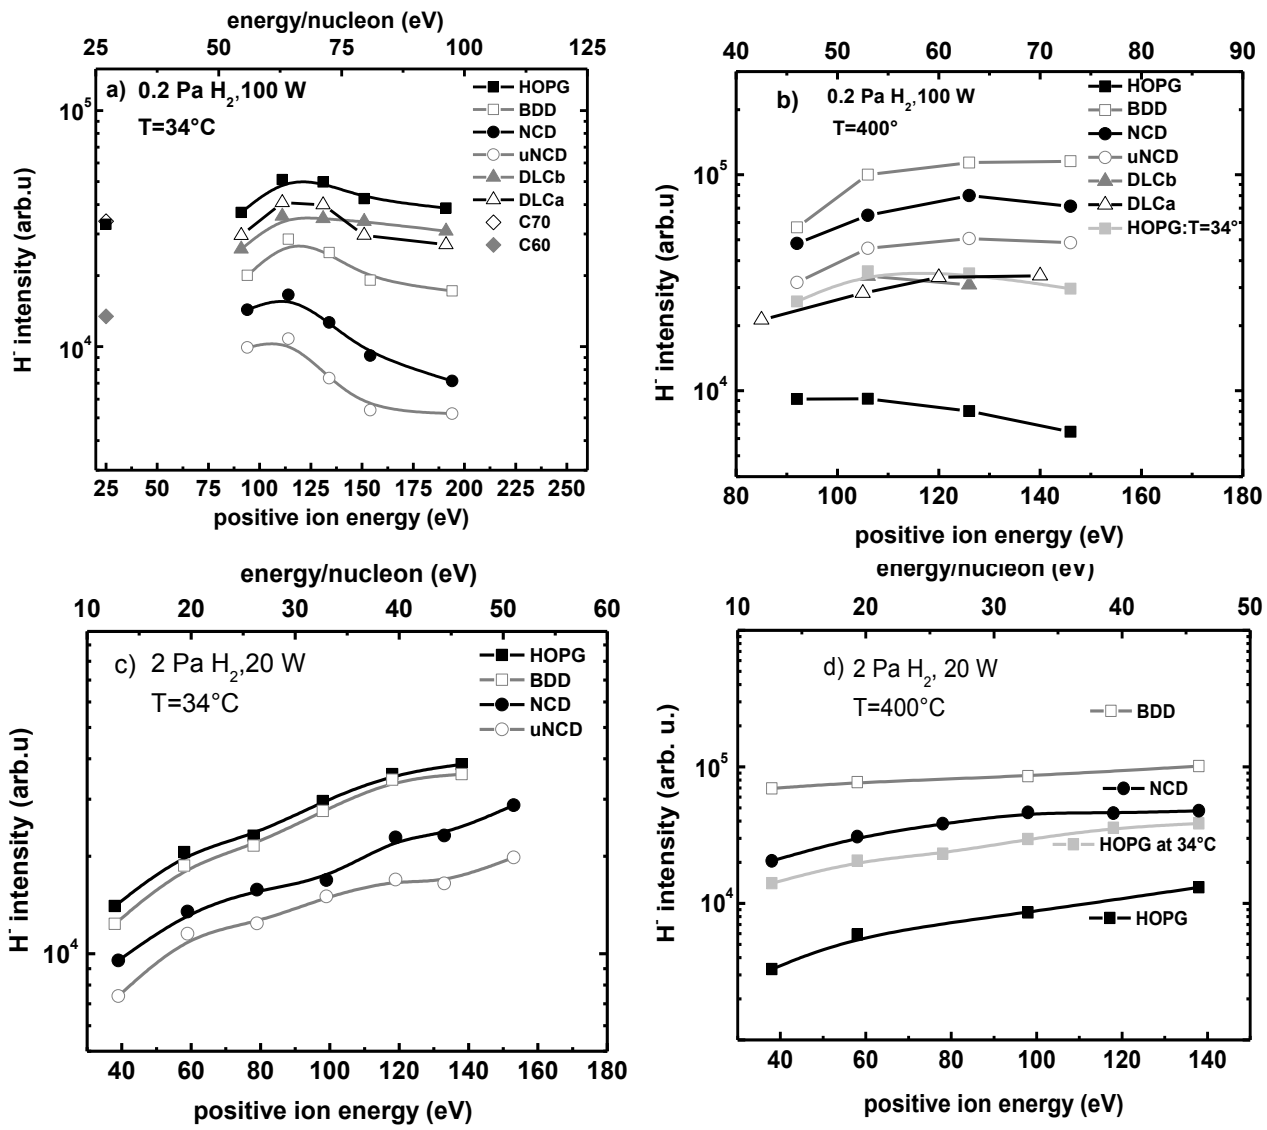 energy/nucleon (eV)
25 50 75 100 125
a) 0.2 Pa H2,100 W
T=34°C
HOPG
BDD
NCD
uNCD
DLCb
DLCa
C70
C60
10^5
10^4
H- intensity (arb.u)
25 50 75 100 125 150 175 200 225 250
positive ion energy (eV)
40 50 60 70 80 90
b) 0.2 Pa H2,100 W
T=400°
HOPG
BDD
NCD
uNCD
DLCb
DLCa
HOPG:T=34°
10^5
10^4
H- intensity (arb.u)
80 100 120 140 160 180
positive ion energy (eV)
energy/nucleon (eV)
10 20 30 40 50 60
c) 2 Pa H2,20 W
T=34°C
HOPG
BDD
NCD
uNCD
10^4
H- intensity (arb.u)
40 60 80 100 120 140 160 180
positive ion energy (eV)
energy/nucleon (eV)
10 20 30 40 50
d) 2 Pa H2, 20 W
T=400°C
BDD
NCD
HOPG at 34°C
HOPG
10^5
10^4
H- intensity (arb. u.)
40 60 80 100 120 140
positive ion energy (eV)